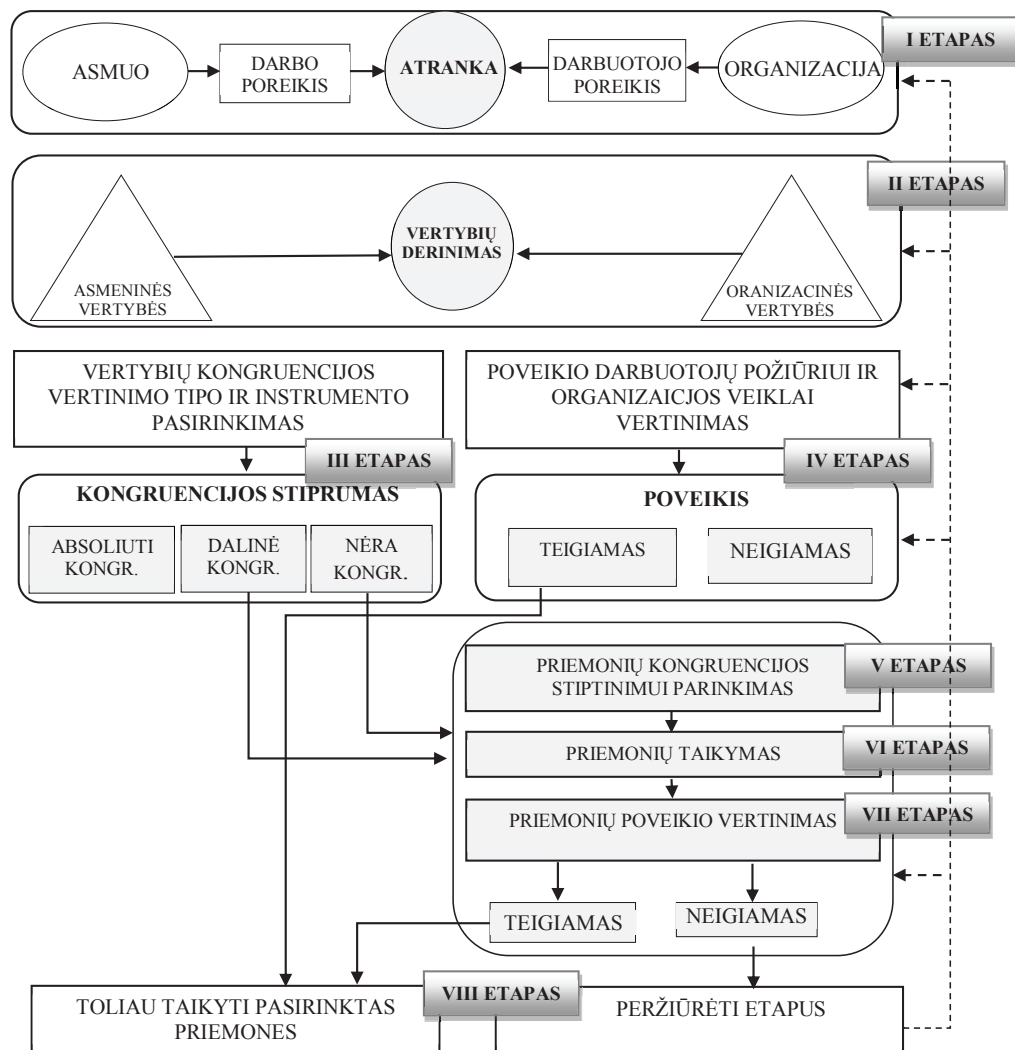 I ETAPAS
ASMUO
DARBO
POREIKIS
ATRANKA
DARBUOTOJO
POREIKIS
ORGANIZACIJA
II ETAPAS
VERTYBIŲ
DERINIMAS
ASMENINĖS
VERTYBĖS
ORANIZACINĖS
VERTYBĖS
VERTYBIŲ KONGRUENCIJOS
VERTINIMO TIPO IR INSTRUMENTO
PASIRINKIMAS
POVEIKIO DARBUOTOJŲ POŽIŪRIUI IR
ORGANIZAICJOS VEIKLAI
VERTINIMAS
III ETAPAS
IV ETAPAS
KONGRUENCIJOS STIPRUMAS
ABSOLIUTI
KONGR.
DALINĖ
KONGR.
NĖRA
KONGR.
POVEIKIS
TEIGIAMAS
NEIGIAMAS
PRIEMONIŲ KONGRUENCIJOS
STIPTINIMUI PARINKIMAS
V ETAPAS
PRIEMONIŲ TAIKYMAS
VI ETAPAS
PRIEMONIŲ POVEIKIO VERTINIMAS
VII ETAPAS
TEIGIAMAS
NEIGIAMAS
TOLIAU TAIKYTI PASIRINKTAS
PRIEMONES
VIII ETAPAS
PERŽIŪRĖTI ETAPUS